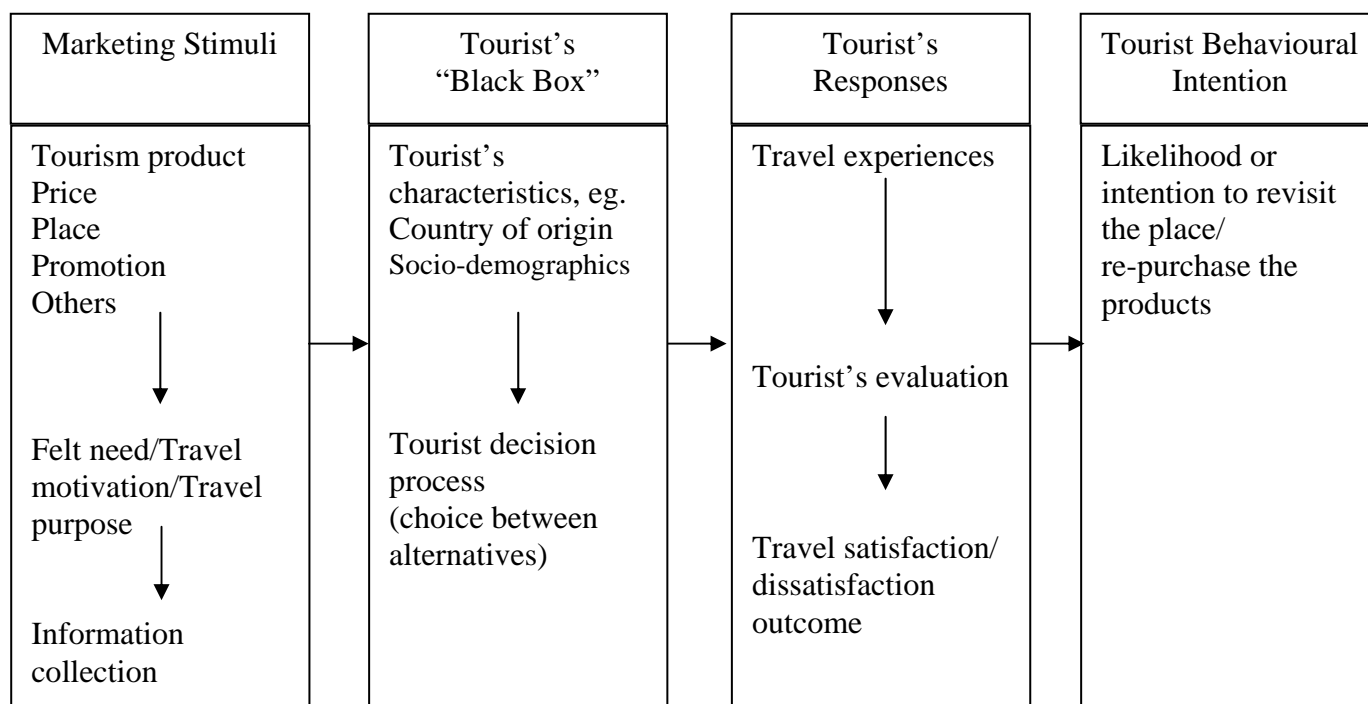 Marketing Stimuli
Tourism product
Price
Place
Promotion
Others
Felt need/Travel
motivation/Travel
purpose
Information
collection
Tourist’s
“Black Box”
Tourist’s
characteristics, eg.
Country of origin
Socio-demographics
Tourist decision
process
(choice between
alternatives)
Tourist’s
Responses
Travel experiences
Tourist’s evaluation
Travel satisfaction/
dissatisfaction
outcome
Tourist Behavioural
Intention
Likelihood or
intention to revisit
the place/
re-purchase the
products